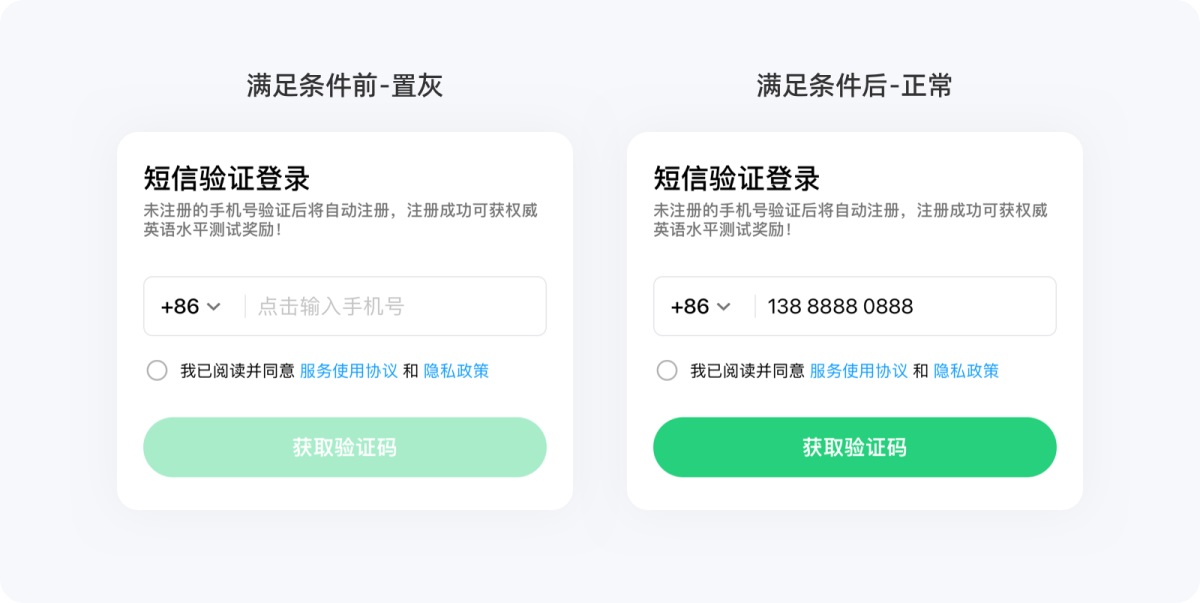 满足条件前-置灰
短信验证登录
未注册的手机号验证后将自动注册，注册成功可获权威
英语水平测试奖励！
+86 点击输入手机号
我已阅读并同意 服务使用协议 和 隐私政策
获取验证码
满足条件后-正常
短信验证登录
未注册的手机号验证后将自动注册，注册成功可获权威
英语水平测试奖励！
+86 138 8888 0888
我已阅读并同意 服务使用协议 和 隐私政策
获取验证码